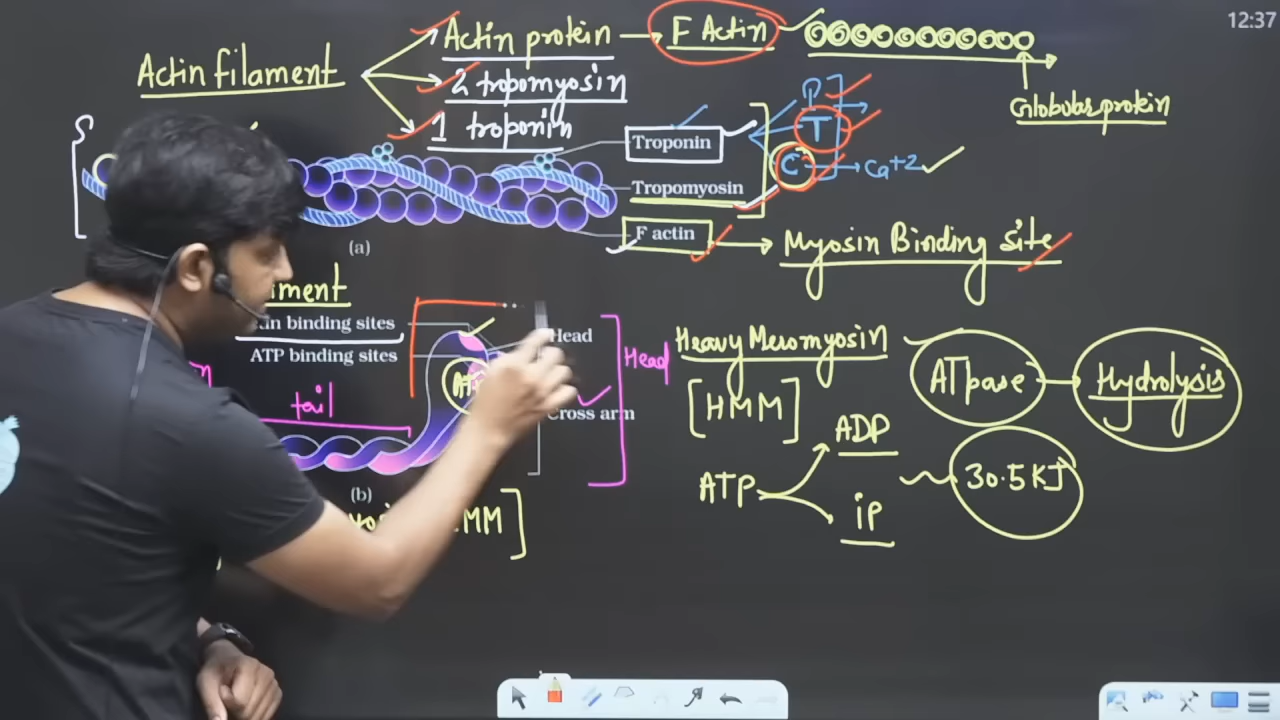 12:37
Actin protein
F Actin
Actin filament
2 tropomyosin
1 troponin
Globular protein
Troponin
Tropomyosin
F actin
T
C
Ca+2
Myosin Binding site
(a)
binding sites
ATP binding sites
Head
Cross arm
Head
tail
(b)
Heavy Meromyosin
[HMM]
ATpase
Hydrolysis
ATP
ADP
iP
30.5 KJ